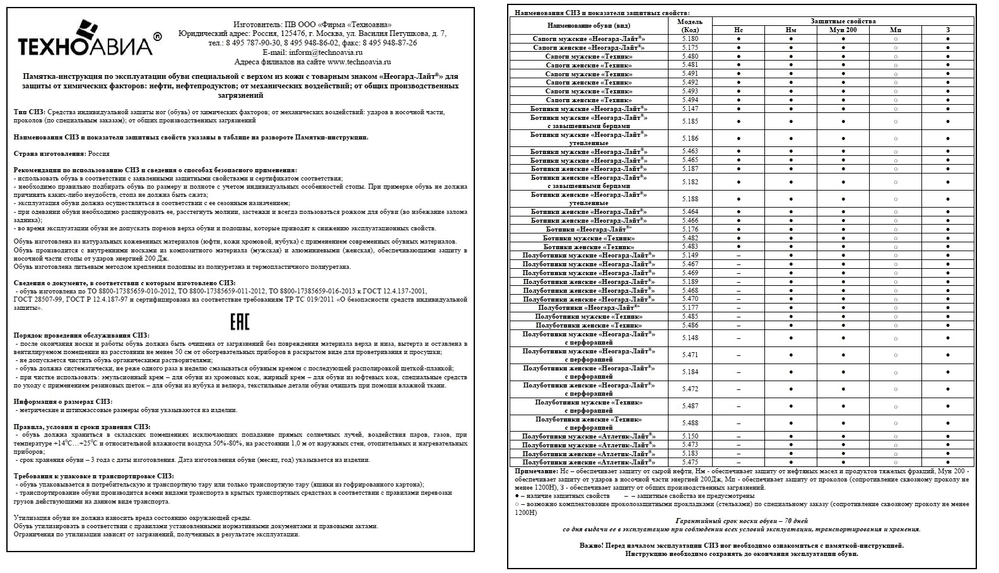 ТЕХНОАВИА®
Изготовитель: ПВ ООО «Фирма «Техноавиа»
Юридический адрес: Россия, 125476, г. Москва, ул. Василия Петушкова, д. 7,
тел.: 8 495 787-90-30, 8 495 948-86-02, факс: 8 495 948-87-26
E-mail: inform@technoavia.ru
Адреса филиалов на сайте www.technoavia.ru
Памятка-инструкция по эксплуатации обуви специальной с верхом из кожи с товарным знаком «Неогард-Лайт®» для
защиты от химических факторов: нефти, нефтепродуктов; от механических воздействий; от общих производственных
загрязнений
Тип СИЗ: Средства индивидуальной защиты ног (обувь) от химических факторов; от механических воздействий: ударов в носочной части,
проколов (по специальным заказам); от общих производственных загрязнений
Наименования СИЗ и показатели защитных свойств указаны в таблице на развороте Памятки-инструкции.
Страна изготовления: Россия
Рекомендации по использованию СИЗ и сведения о способах безопасного применения:
- использовать обувь в соответствии с заявленными защитными свойствами и сертификатом соответствия;
- необходимо правильно подбирать обувь по размеру и полноте с учетом индивидуальных особенностей стопы. При примерке обувь не должна
причинять каких-либо неудобств, стопа не должна быть сжата;
- эксплуатация обуви должна осуществляться в соответствии с ее сезонным назначением;
- при одевании обуви необходимо расшнуровать ее, расстегнуть молнии, застежки и всегда пользоваться рожком для обуви (во избежание залома
задника);
- во время эксплуатации обуви не допускать порезов верха обуви и подошвы, которые приводят к снижению эксплуатационных свойств.
Обувь изготовлена из натуральных кожевенных материалов (юфти, кожи хромовой, нубука) с применением современных обувных материалов.
Обувь производится с внутренними носками из композитного материала (мужская) и алюминиевыми (женская), обеспечивающими защиту в
носочной части стопы от ударов энергией 200 Дж.
Обувь изготовлена литьевым методом крепления подошвы из полиуретана и термопластичного полиуретана.
Сведения о документе, в соответствии с которым изготовлено СИЗ:
- обувь изготовлена по ТО 8800-17385659-010-2012, ТО 8800-17385659-011-2012, ТО 8800-17385659-016-2013 к ГОСТ 12.4.137-2001,
ГОСТ 28507-99, ГОСТ Р 12.4.187-97 и сертифицирована на соответствие требованиям ТР ТС 019/2011 «О безопасности средств индивидуальной
защиты».
EAC
Порядок проведения обслуживания СИЗ:
- после окончания носки и работы обувь должна быть очищена от загрязнений без повреждения материала верха и низа, вытерта и оставлена в
вентилируемом помещении на расстоянии не менее 50 см от обогревательных приборов в раскрытом виде для проветривания и просушки;
- не допускается чистить обувь органическими растворителями;
- обувь должна систематически, не реже одного раза в неделю смазываться обувным кремом с последующей располировкой щеткой-планкой;
- при чистке использовать: эмульсионный крем – для обуви из хромовых кож, жирный крем – для обуви из юфтевых кож, специальные средства
по уходу с применением резиновых щеток – для обуви из нубука и велюра, текстильные детали обуви очищать при помощи влажной ткани.
Информация о размерах СИЗ:
- метрические и штихмассовые размеры обуви указываются на изделии.
Правила, условия и сроки хранения СИЗ:
- обувь должна храниться в складских помещениях исключающих попадание прямых солнечных лучей, воздействия паров, газов, при
температуре +14⁰С…+25⁰С и относительной влажности воздуха 50%-80%, на расстоянии 1,0 м от наружных стен, отопительных и нагревательных
приборов;
- срок хранения обуви – 3 года с даты изготовления. Дата изготовления обуви (месяц, год) указывается на изделии.
Требования к упаковке и транспортировке СИЗ:
- обувь упаковывается в потребительскую и транспортную тару или только транспортную тару (ящики из гофрированного картона);
- транспортирование обуви производится всеми видами транспорта в крытых транспортных средствах в соответствии с правилами перевозки
грузов действующими на данном виде транспорта.
Утилизация обуви не должна наносить вреда состоянию окружающей среды.
Обувь утилизировать в соответствии с правилами установленными нормативными документами и правовыми актами.
Ограничения по утилизации зависят от загрязнений, полученных в результате эксплуатации.
Наименования СИЗ и показатели защитных свойств:
Наименование обуви (вид) Модель (Код) Защитные свойства
Нс Нм Мун 200 Мп З
Сапоги мужские «Неогард-Лайт®» 5.180 ● ● ● ○ ●
Сапоги женские «Неогард-Лайт®» 5.175 ● ● ● ○ ●
Сапоги мужские «Техник» 5.480 ● ● ● ○ ●
Сапоги женские «Техник» 5.481 ● ● ● ○ ●
Сапоги мужские «Техник» 5.491 ● ● ● ○ ●
Сапоги женские «Техник» 5.492 ● ● ● ○ ●
Сапоги мужские «Техник» 5.493 ● ● ● ○ ●
Сапоги женские «Техник» 5.494 ● ● ● ○ ●
Ботинки мужские «Неогард-Лайт®» 5.147 ● ● ● ○ ●
Ботинки мужские «Неогард-Лайт®»
с завышенными берцами 5.185 ● ● ● ○ ●
Ботинки мужские «Неогард-Лайт®»
утепленные 5.186 ● ● ● ○ ●
Ботинки мужские «Неогард-Лайт®» 5.463 ● ● ● ○ ●
Ботинки мужские «Неогард-Лайт®» 5.465 ● ● ● ○ ●
Ботинки женские «Неогард-Лайт®» 5.187 ● ● ● ○ ●
Ботинки женские «Неогард-Лайт®»
с завышенными берцами 5.182 ● ● ● ○ ●
Ботинки женские «Неогард-Лайт®»
утепленные 5.188 ● ● ● ○ ●
Ботинки женские «Неогард-Лайт®» 5.464 ● ● ● ○ ●
Ботинки женские «Неогард-Лайт®» 5.466 ● ● ● ○ ●
Ботинки «Неогард-Лайт®» 5.176 ● ● ● ○ ●
Ботинки мужские «Техник» 5.482 ● ● ● ○ ●
Ботинки женские «Техник» 5.483 ● ● ● ○ ●
Полуботинки мужские «Неогард-Лайт®» 5.149 – ● ● ○ ●
Полуботинки мужские «Неогард-Лайт®» 5.467 – ● ● ○ ●
Полуботинки мужские «Неогард-Лайт®» 5.469 – ● ● ○ ●
Полуботинки женские «Неогард-Лайт®» 5.189 – ● ● ○ ●
Полуботинки женские «Неогард-Лайт®» 5.468 – ● ● ○ ●
Полуботинки женские «Неогард-Лайт®» 5.470 – ● ● ○ ●
Полуботинки «Неогард-Лайт®» 5.177 – ● ● ○ ●
Полуботинки мужские «Техник» 5.485 – ● ● ○ ●
Полуботинки женские «Техник» 5.486 – ● ● ○ ●
Полуботинки мужские «Неогард-Лайт®»
с перфорацией 5.148 – ● ● ○ ●
Полуботинки мужские «Неогард-Лайт®»
с перфорацией 5.471 – ● ● ○ ●
Полуботинки женские «Неогард-Лайт®»
с перфорацией 5.184 – ● ● ○ ●
Полуботинки женские «Неогард-Лайт®»
с перфорацией 5.472 – ● ● ○ ●
Полуботинки мужские «Техник»
с перфорацией 5.487 – ● ● ○ ●
Полуботинки женские «Техник»
с перфорацией 5.488 – ● ● ○ ●
Полуботинки мужские «Атлетик-Лайт®» 5.150 – ● ● ○ ●
Полуботинки мужские «Атлетик-Лайт®» 5.473 – ● ● ○ ●
Полуботинки женские «Атлетик-Лайт®» 5.183 – ● ● ○ ●
Полуботинки женские «Атлетик-Лайт®» 5.475 – ● ● ○ ●
Примечание: Нс – обеспечивает защиту от сырой нефти, Нм - обеспечивает защиту от нефтяных масел и продуктов тяжелых фракций, Мун 200 -
обеспечивает защиту от ударов в носочной части энергией 200Дж, Мп - обеспечивает защиту от проколов (сопротивление сквозному проколу не
менее 1200Н), З - обеспечивает защиту от общих производственных загрязнений.
● – наличие защитных свойств – – защитные свойства не предусмотрены
○ – возможно комплектование проколозащитными прокладками (стельками) по специальному заказу (сопротивление сквозному проколу не менее
1200Н)
Гарантийный срок носки обуви – 70 дней
со дня выдачи ее в эксплуатацию при соблюдении всех условий эксплуатации, транспортирования и хранения.
Важно! Перед началом эксплуатации СИЗ ног необходимо ознакомиться с памяткой-инструкцией.
Инструкцию необходимо сохранять до окончания эксплуатации обуви.